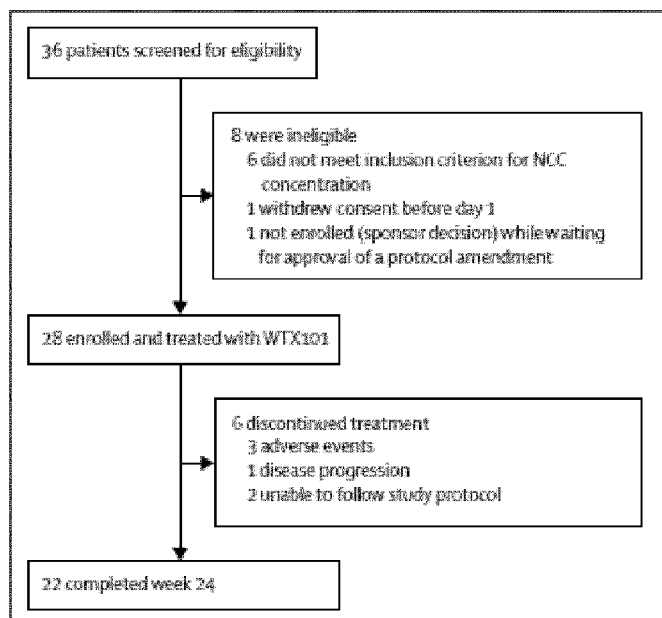 36 patients screened for eligibility
8 were ineligible
6 did not meet inclusion criterion for NCC
concentration
1 withdrew consent before day 1
1 not enrolled (sponsor decision) while waiting
for approval of a protocol amendment
28 enrolled and treated with WTX101
6 discontinued treatment
3 adverse events
1 disease progression
2 unable to follow study protocol
22 completed week 24